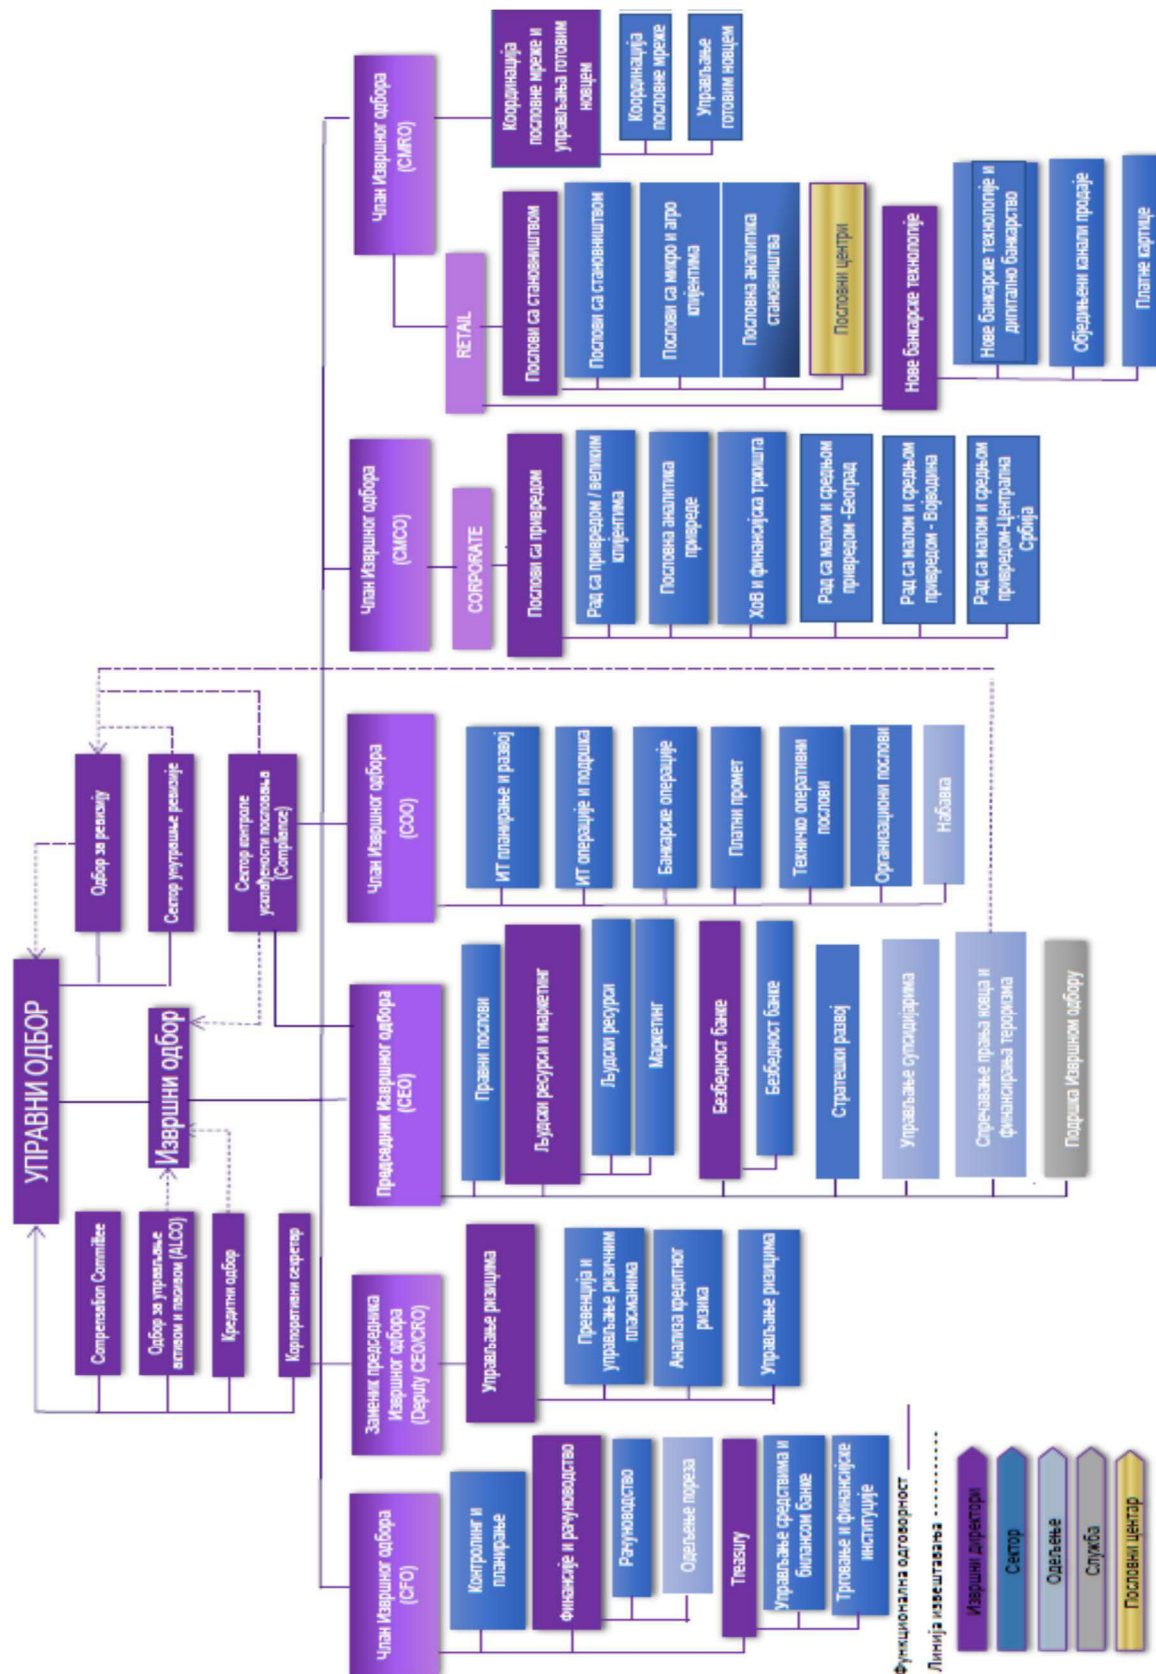 УПРАВНИ ОДБОР
Compensation Committee
Одбор за управљање
активом и пасивом (ALCO)
Кредитни одбор
Корпоративни секретар
Извршни одбор
Одбор за ревизију
Сектор унутрашње ревизије
Сектор контроле
усклађености пословања
(Compliance)
Члан Извршног одбора
(CFO)
Контролинг и
планирање
Финансије и рачуноводство
Рачуноводство
Одељење пореза
Treasury
Управљање средствима и
билансом банке
Трговање и финансијске
институције
Заменик председника
Извршног одбора
(Deputy CEO/CRO)
Управљање ризицима
Превенција и
управљање ризичним
пласманима
Анализа кредитног
ризика
Управљање ризицима
Председник Извршног одбора
(CEO)
Правни послови
Људски ресурси и маркетинг
Људски ресурси
Маркетинг
Безбедност банке
Безбедност банке
Стратешки развој
Управљање супсидијарима
Спречавање прања новца и
финансирања тероризма
Подршка Извршном одбору
Члан Извршног одбора
(COO)
ИТ планирање и развој
ИТ операције и подршка
Банкарске операције
Платни промет
Техничко оперативни
послови
Организациони послови
Набавка
Члан Извршног одбора
(CMCO)
CORPORATE
Послови са привредом
Рад са привредом / великим
клијентима
Пословна аналитика
привреде
ХоВ и финансијска тржишта
Рад са малом и средњом
привредом -Београд
Рад са малом и средњом
привредом - Војводина
Рад са малом и средњом
привредом-Централна
Србија
Члан Извршног одбора
(CMRO)
RETAIL
Послови са становништвом
Послови са становништвом
Послови са микро и агро
клијентима
Пословна аналитика
становништва
Пословни центри
Нове банкарске технологије
Нове банкарске технологије и
дигитално банкарство
Обједињени канали продаје
Платне картице
Координација
пословне мреже и
управљања готовим
новцем
Координација
пословне мреже
Управљање
готовим новцем
Функционална одговорност
Линија извештавања
Извршни директори
Сектор
Одељење
Служба
Пословни центар